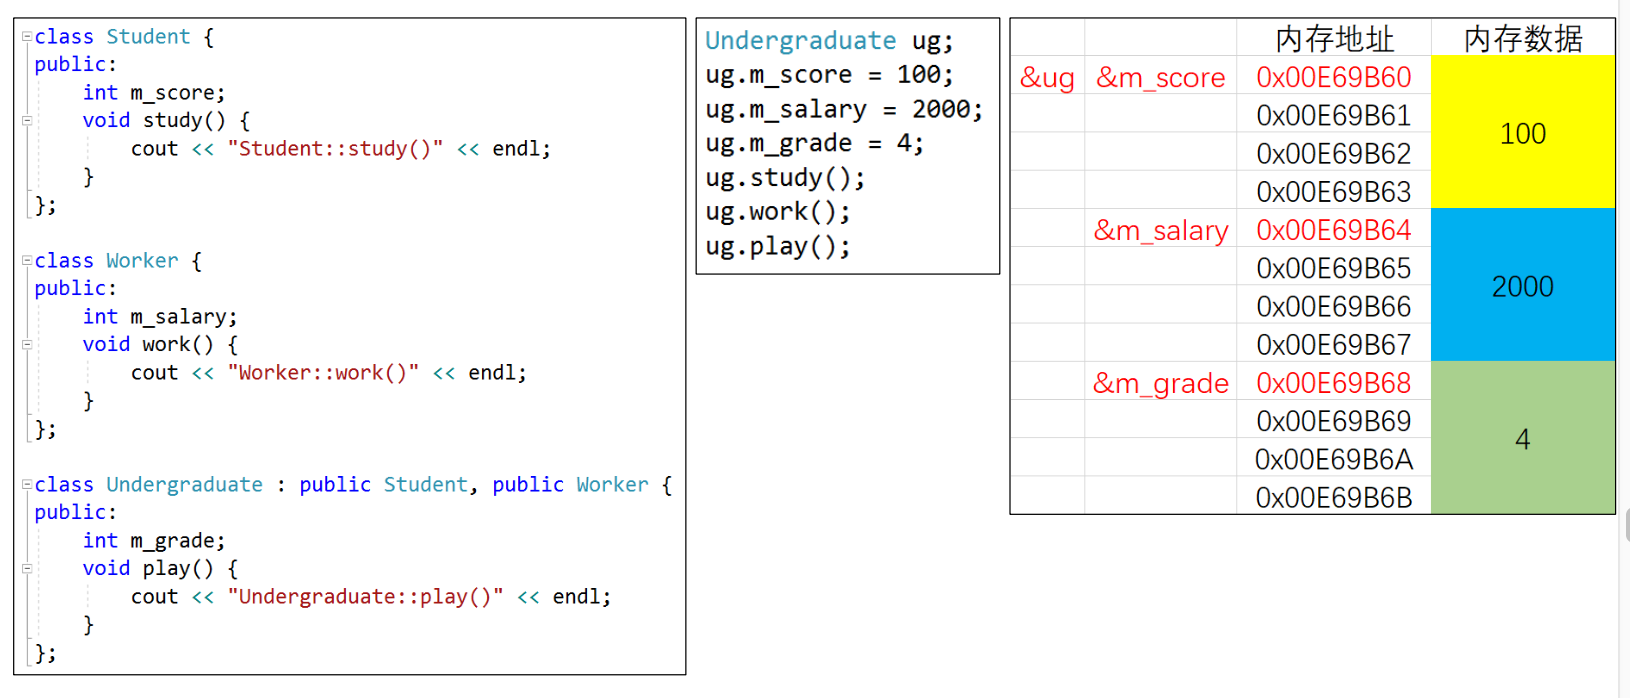 class Student {
public:
    int m_score;
    void study() {
        cout << "Student::study()" << endl;
    }
};
class Worker {
public:
    int m_salary;
    void work() {
        cout << "Worker::work()" << endl;
    }
};
class Undergraduate : public Student, public Worker {
public:
    int m_grade;
    void play() {
        cout << "Undergraduate::play()" << endl;
    }
};
Undergraduate ug;
ug.m_score = 100;
ug.m_salary = 2000;
ug.m_grade = 4;
ug.study();
ug.work();
ug.play();
内存地址 内存数据
&ug &m_score 0x00E69B60
0x00E69B61
100
0x00E69B62
0x00E69B63
&m_salary 0x00E69B64
0x00E69B65
2000
0x00E69B66
0x00E69B67
&m_grade 0x00E69B68
0x00E69B69
4
0x00E69B6A
0x00E69B6B